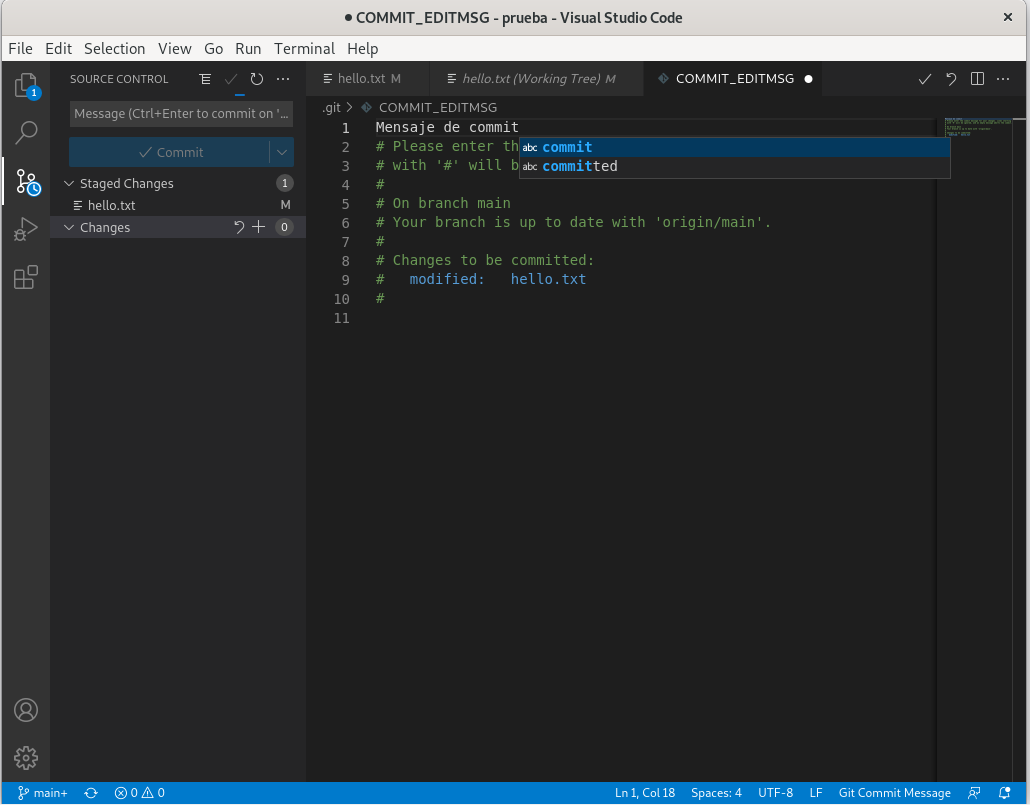 ● COMMIT_EDITMSG - prueba - Visual Studio Code
File Edit Selection View Go Run Terminal Help
SOURCE CONTROL
hello.txt M
hello.txt (Working Tree) M
COMMIT_EDITMSG
1
.git > COMMIT_EDITMSG
Message (Ctrl+Enter to commit on '...
Commit
Staged Changes 1
hello.txt M
Changes 0
1 Mensaje de commit
2 # Please enter th
3 # with '#' will b
abc commit
abc committed
4 #
5 # On branch main
6 # Your branch is up to date with 'origin/main'.
7 #
8 # Changes to be committed:
9 # modified: hello.txt
10 #
11
main+ 0 0 Ln 1, Col 18 Spaces: 4 UTF-8 LF Git Commit Message